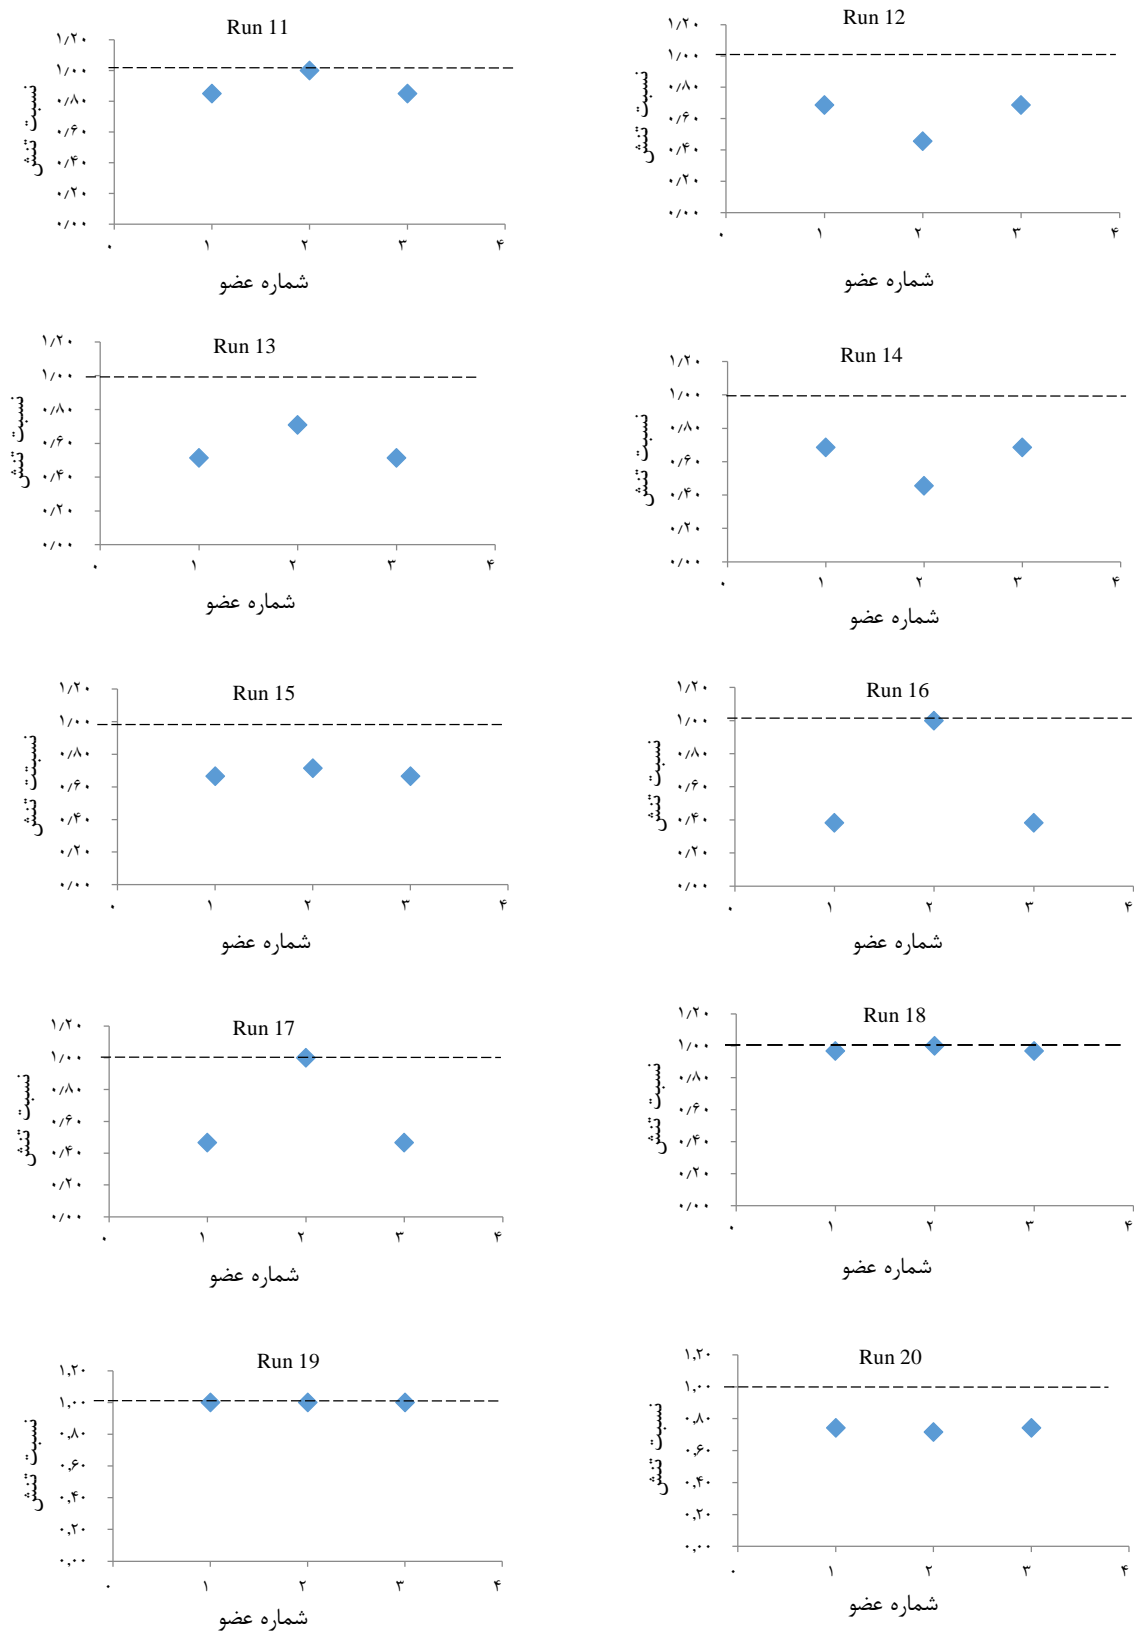 Run 11
۱/۲۰
۱/۰۰
۰/۸۰
۰/۶۰
۰/۴۰
۰/۲۰
۰/۰۰
نسبت تنش
۰ ۱ ۲ ۳ ۴
شماره عضو
Run 12
۱/۲۰
۱/۰۰
۰/۸۰
۰/۶۰
۰/۴۰
۰/۲۰
۰/۰۰
نسبت تنش
۰ ۱ ۲ ۳ ۴
شماره عضو
Run 13
۱/۲۰
۱/۰۰
۰/۸۰
۰/۶۰
۰/۴۰
۰/۲۰
۰/۰۰
نسبت تنش
۰ ۱ ۲ ۳ ۴
شماره عضو
Run 14
۱/۲۰
۱/۰۰
۰/۸۰
۰/۶۰
۰/۴۰
۰/۲۰
۰/۰۰
نسبت تنش
۰ ۱ ۲ ۳ ۴
شماره عضو
Run 15
۱/۲۰
۱/۰۰
۰/۸۰
۰/۶۰
۰/۴۰
۰/۲۰
۰/۰۰
نسبتت تنش
۰ ۱ ۲ ۳ ۴
شماره عضو
Run 16
۱/۲۰
۱/۰۰
۰/۸۰
۰/۶۰
۰/۴۰
۰/۲۰
۰/۰۰
نسبت تنش
۰ ۱ ۲ ۳ ۴
شماره عضو
Run 17
۱/۲۰
۱/۰۰
۰/۸۰
۰/۶۰
۰/۴۰
۰/۲۰
۰/۰۰
نسبت تنش
۰ ۱ ۲ ۳ ۴
شماره عضو
Run 18
۱/۲۰
۱/۰۰
۰/۸۰
۰/۶۰
۰/۴۰
۰/۲۰
۰/۰۰
نسبت تنش
۰ ۱ ۲ ۳ ۴
شماره عضو
Run 19
۱,۲۰
۱,۰۰
۰,۸۰
۰,۶۰
۰,۴۰
۰,۲۰
۰,۰۰
نسبت تنش
۰ ۱ ۲ ۳ ۴
شماره عضو
Run 20
۱,۲۰
۱,۰۰
۰,۸۰
۰,۶۰
۰,۴۰
۰,۲۰
۰,۰۰
نسبت تنش
۰ ۱ ۲ ۳ ۴
شماره عضو